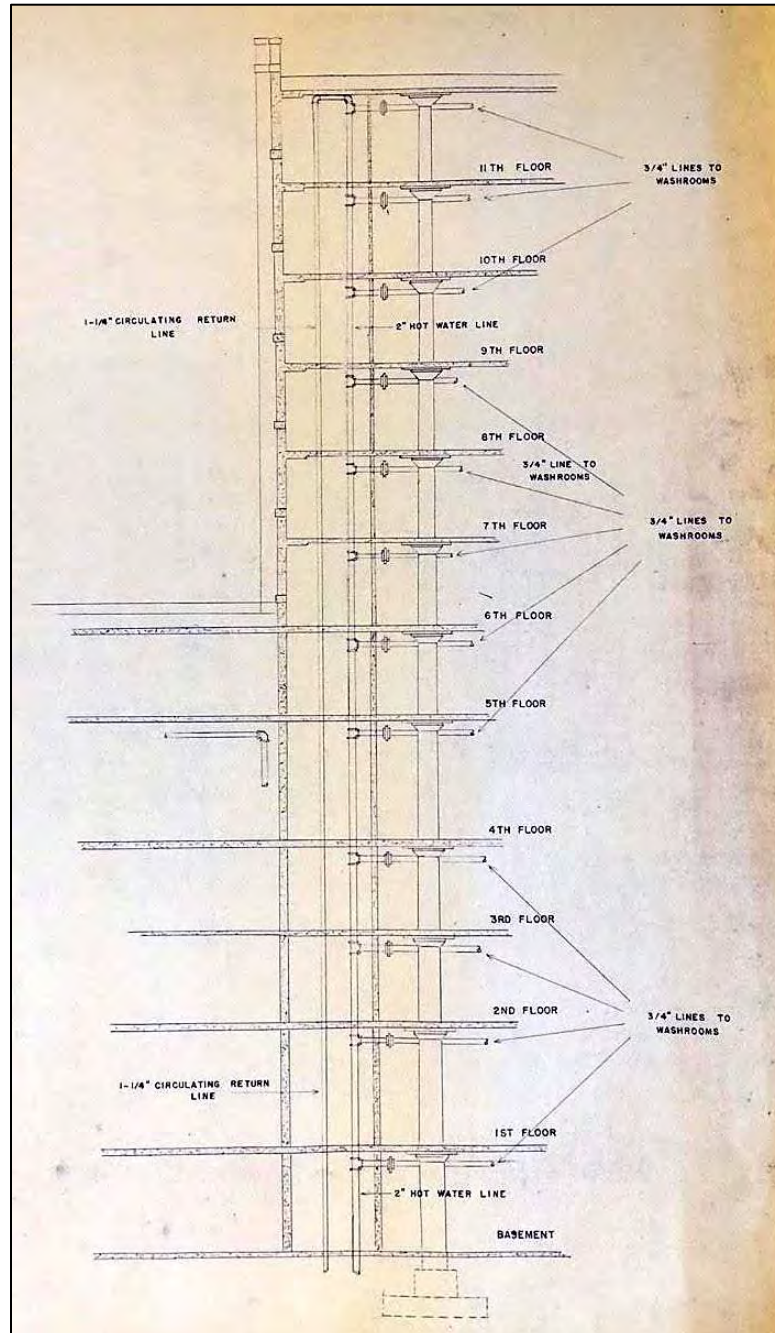 11TH FLOOR
3/4" LINES TO
WASHROOMS
10TH FLOOR
1-1/4" CIRCULATING RETURN
LINE
2" HOT WATER LINE
9TH FLOOR
8TH FLOOR
3/4" LINE TO
WASHROOMS
7TH FLOOR
3/4" LINES TO
WASHROOMS
6TH FLOOR
5TH FLOOR
4TH FLOOR
3RD FLOOR
2ND FLOOR
3/4" LINES TO
WASHROOMS
1-1/4" CIRCULATING RETURN
LINE
1ST FLOOR
2" HOT WATER LINE
BASEMENT